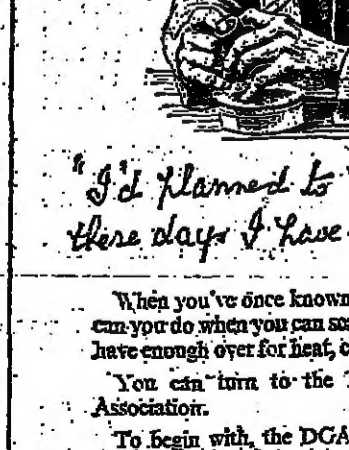 "I'd planned to
these days I have
When you've once known
can you do when you can
have enough over for heat,
You can turn to the
Association.
To begin with, the DGA